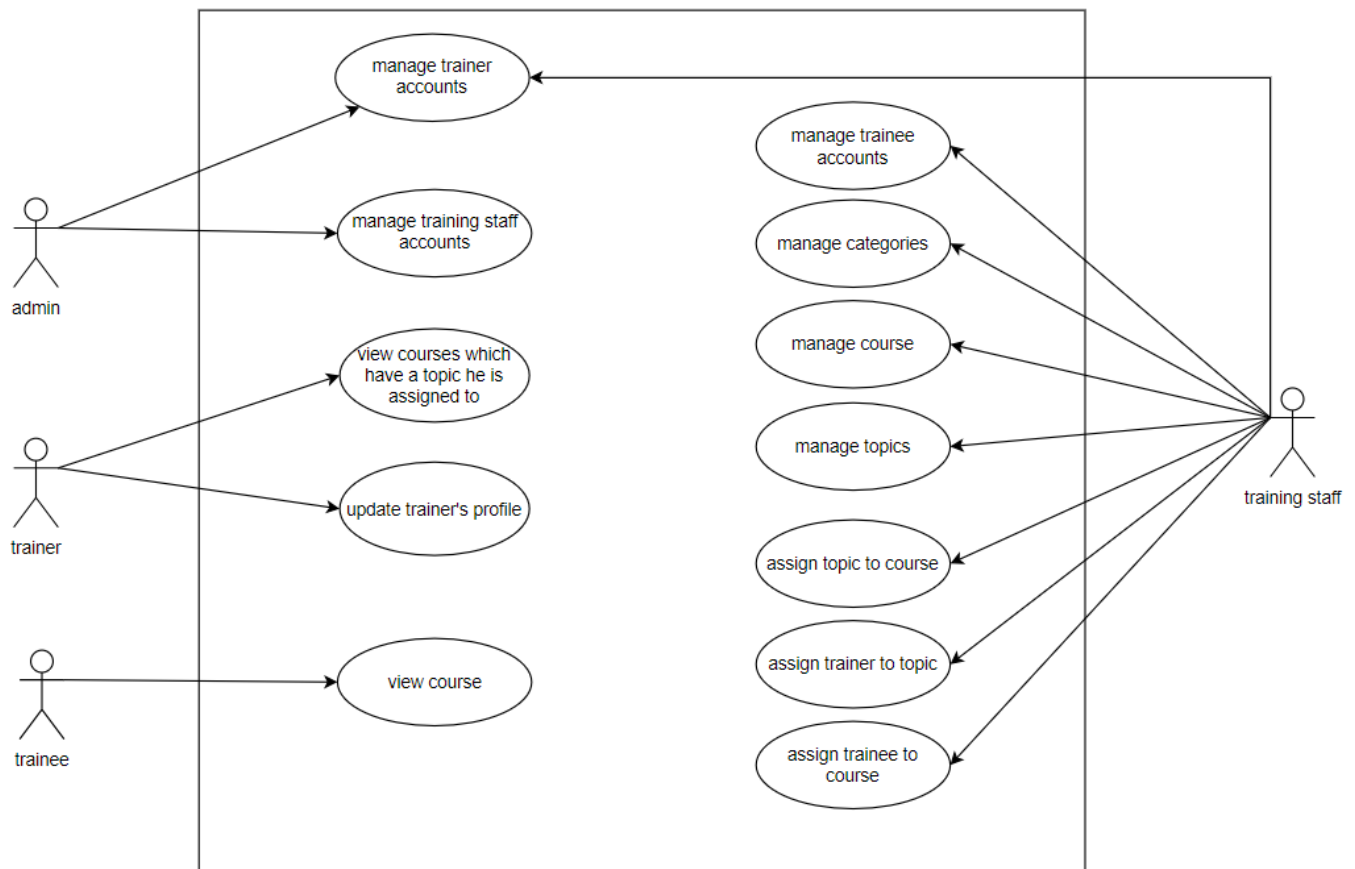 manage trainer
accounts
manage trainee
accounts
manage training staff
accounts
manage categories
admin
view courses which
have a topic he is
assigned to
manage course
manage topics
training staff
trainer
update trainer's profile
assign topic to course
assign trainer to topic
view course
trainee
assign trainee to
course